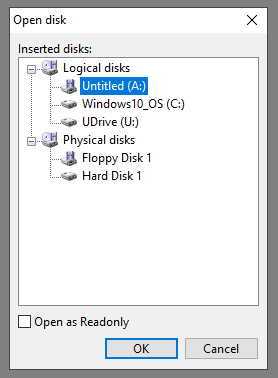 Open disk
Inserted disks:
Logical disks
Untitled (A:)
Windows10_OS (C:)
UDrive (U:)
Physical disks
Floppy Disk 1
Hard Disk 1
Open as Readonly
OK Cancel